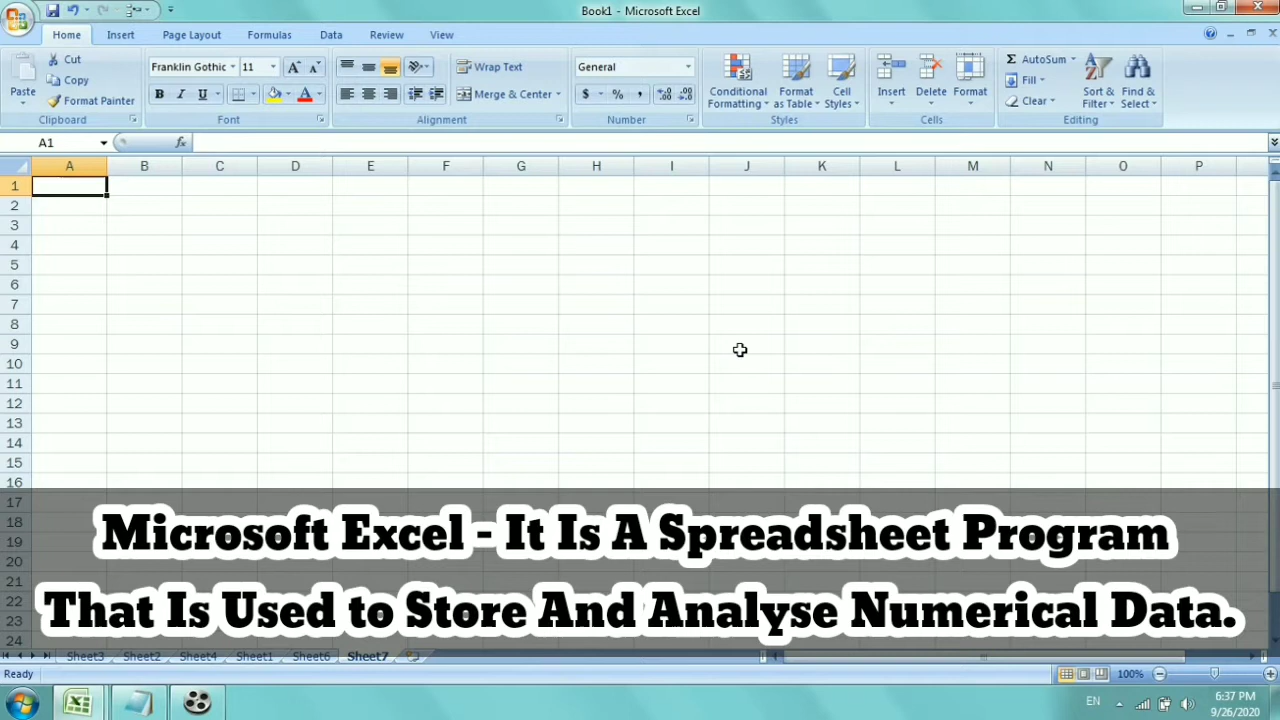 Book1 - Microsoft Excel
Home Insert Page Layout Formulas Data Review View
Paste Cut Copy Format Painter
Clipboard
Franklin Gothic 11
B I U A
Font
Wrap Text
Merge & Center
Alignment
General
$ % ,
Number
Conditional Formatting
Format as Table
Cell Styles
Styles
Insert Delete Format
Cells
Σ AutoSum
Fill
Clear
Sort & Filter
Find & Select
Editing
A1 fx
A B C D E F G H I J K L M N O P
1
2
3
4
5
6
7
8
9
10
11
12
13
14
15
16
17
18
19
20
21
22
23
24
Microsoft Excel - It Is A Spreadsheet Program
That Is Used to Store And Analyse Numerical Data.
Sheet3 Sheet2 Sheet4 Sheet1 Sheet6 Sheet7
Ready 100%
EN 6:37 PM
9/26/2020